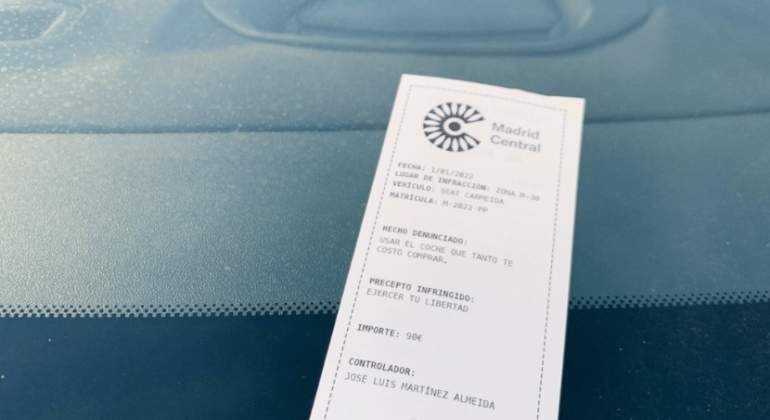 Madrid
Central
FECHA: 1/01/2022
LUGAR DE INFRACCIÓN: ZONA M-30
VEHÍCULO: SEAT CARMEIDA
MATRÍCULA: M-2022-PP
HECHO DENUNCIADO:
USAR EL COCHE QUE TANTO TE
COSTÓ COMPRAR.
PRECEPTO INFRINGIDO:
EJERCER TU LIBERTAD
IMPORTE: 90€
CONTROLADOR:
JOSÉ LUIS MARTÍNEZ ALMEIDA